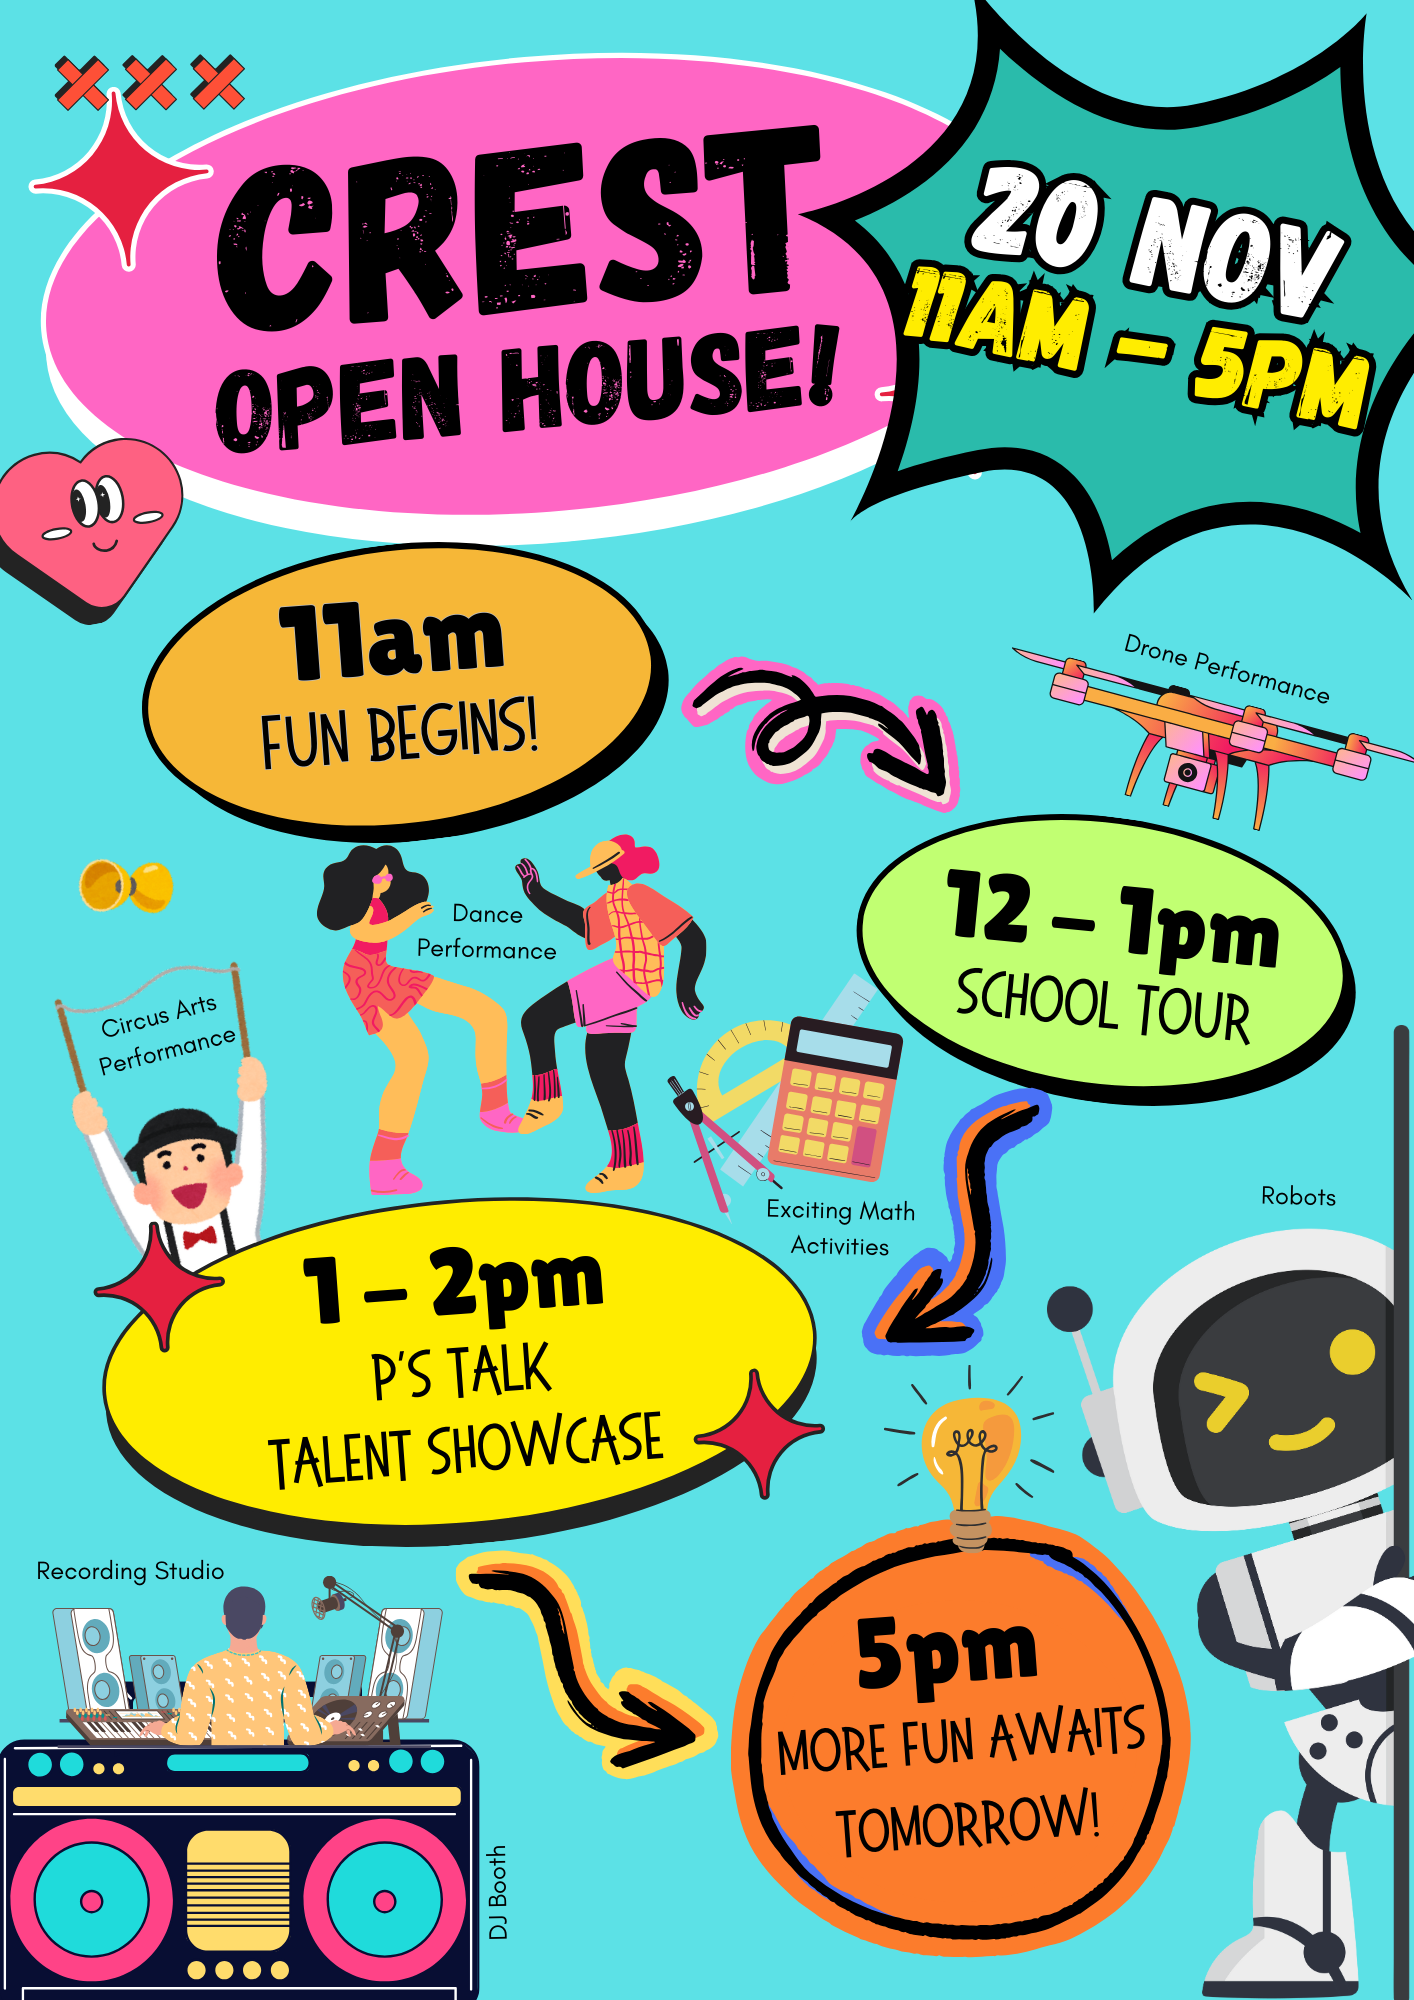 CREST
OPEN HOUSE!
20 NOV
11AM – 5PM
11am
FUN BEGINS!
Drone Performance
12 – 1pm
SCHOOL TOUR
Dance
Performance
Circus Arts
Performance
Exciting Math
Activities
Robots
1 – 2pm
P'S TALK
TALENT SHOWCASE
Recording Studio
5pm
MORE FUN AWAITS
TOMORROW!
DJ Booth